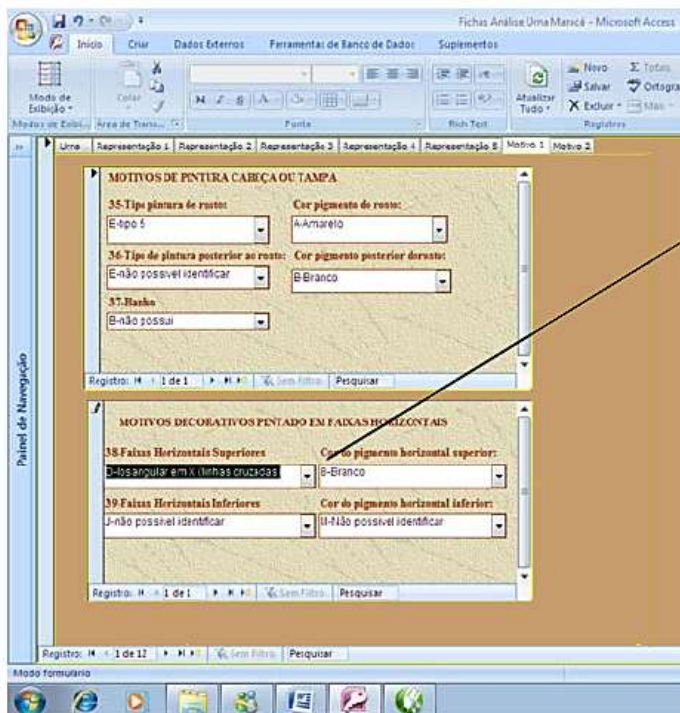 Fichas Análise Urna Maricá - Microsoft Access
Início Criar Dados Externos Ferramentas de Banco de Dados Suplementos
Modo de Exibição
Colar
N I S A
Atualizar Tudo
Novo
Salvar
Excluir
Totais
Mais
Fonte Rich Text Registros
Urna Representação 1 Representação 2 Representação 3 Representação 4 Representação 5 Motivo 1 Motivo 2
MOTIVOS DE PINTURA CABEÇA OU TAMPA
35-Tipo pintura de rosto: Cor pigmento do rosto:
E-tipo 5 A-Amarelo
36-Tipo de pintura posterior ao rosto: Cor pigmento posterior do rosto:
E-não possivel identificar B-Branco
37-Banho
B-não possui
Registro: 1 de 1 Sem Filtro Pesquisar
MOTIVOS DECORATIVOS PINTADO EM FAIXAS HORIZONTAIS
38-Faixas Horizontais Superiores Cor do pigmento horizontal superior:
D-losangular em X (linhas cruzadas B-Branco
39-Faixas Horizontais Inferiores Cor do pigmento horizontal inferior:
J-não possivel identificar Não possivel identificar
Registro: 1 de 1 Sem Filtro Pesquisar
Registro: 1 de 12 Sem Filtro Pesquisar
Painel de Navegação
Modo formulário